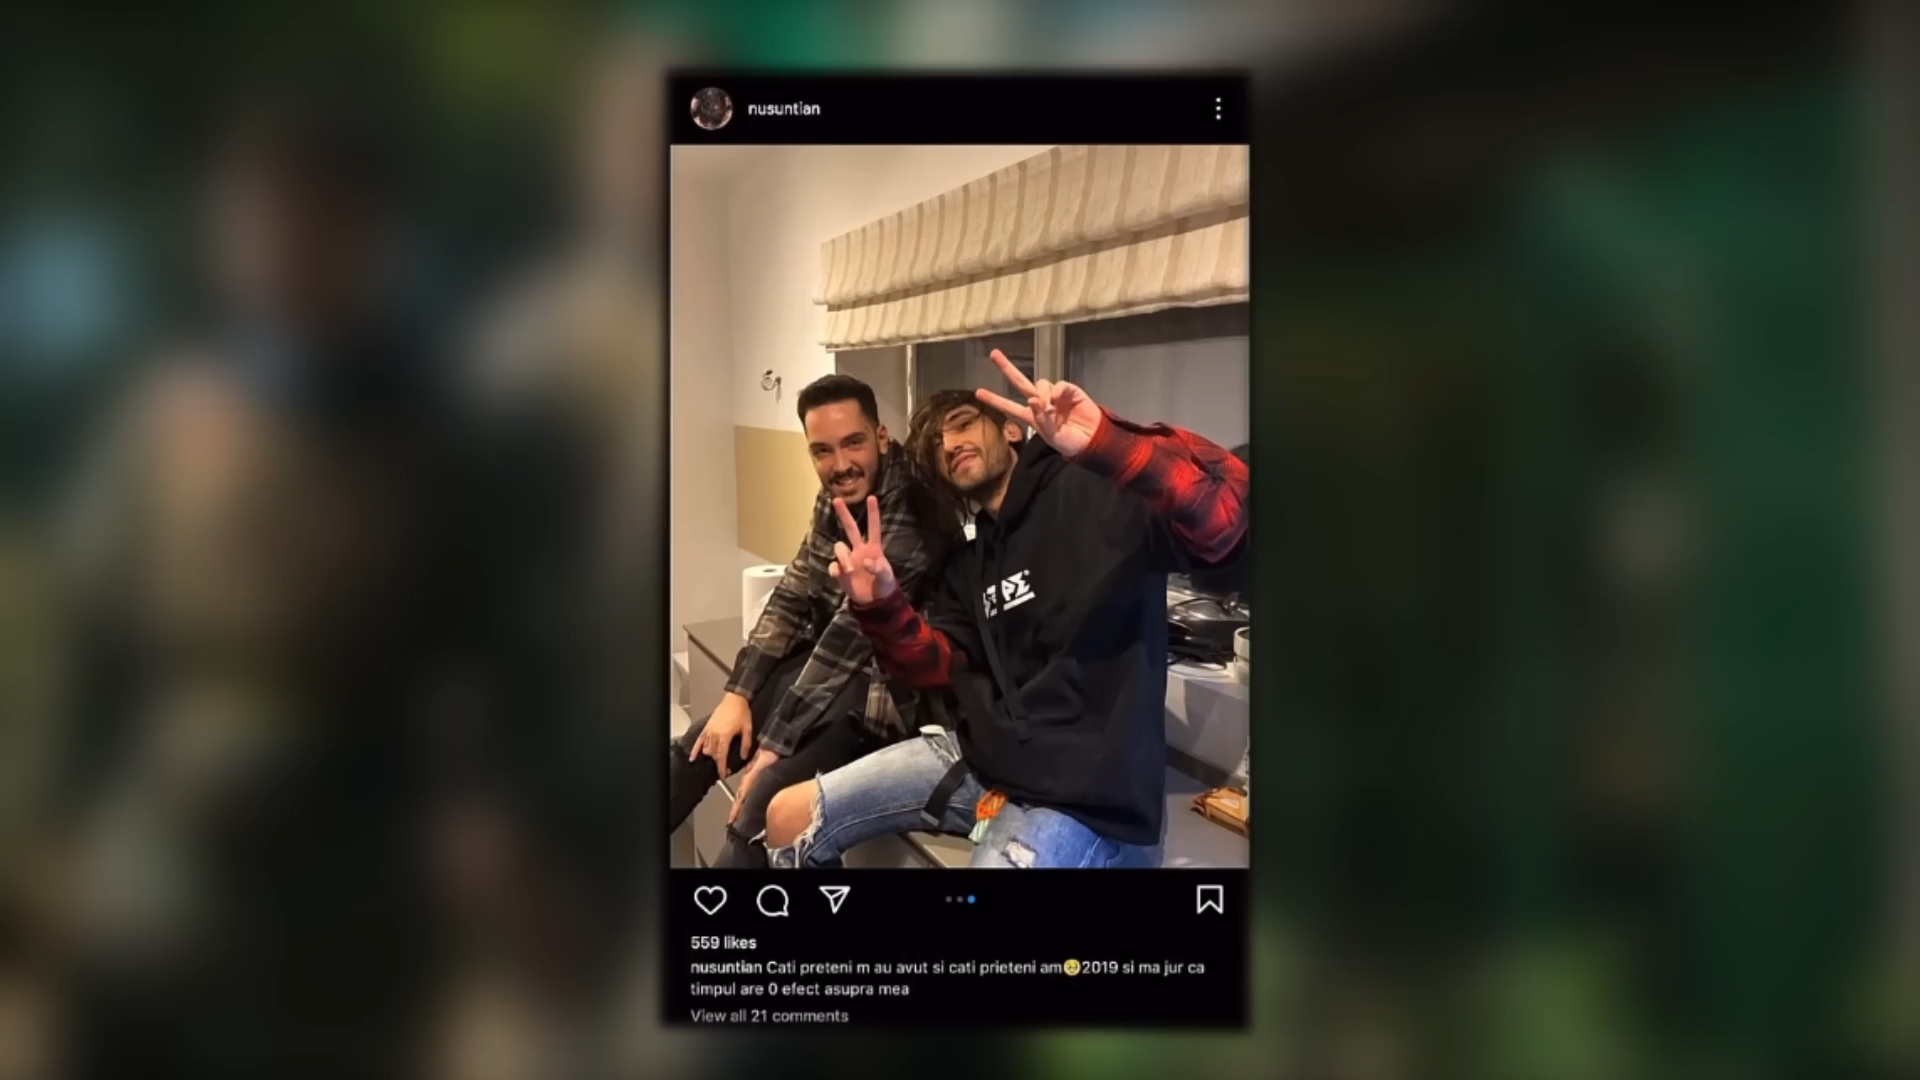 nusuntian
559 likes
nusuntian Cati preteni m au avut si cati prieteni am🥹2019 si ma jur ca
timpul are 0 efect asupra mea
View all 21 comments